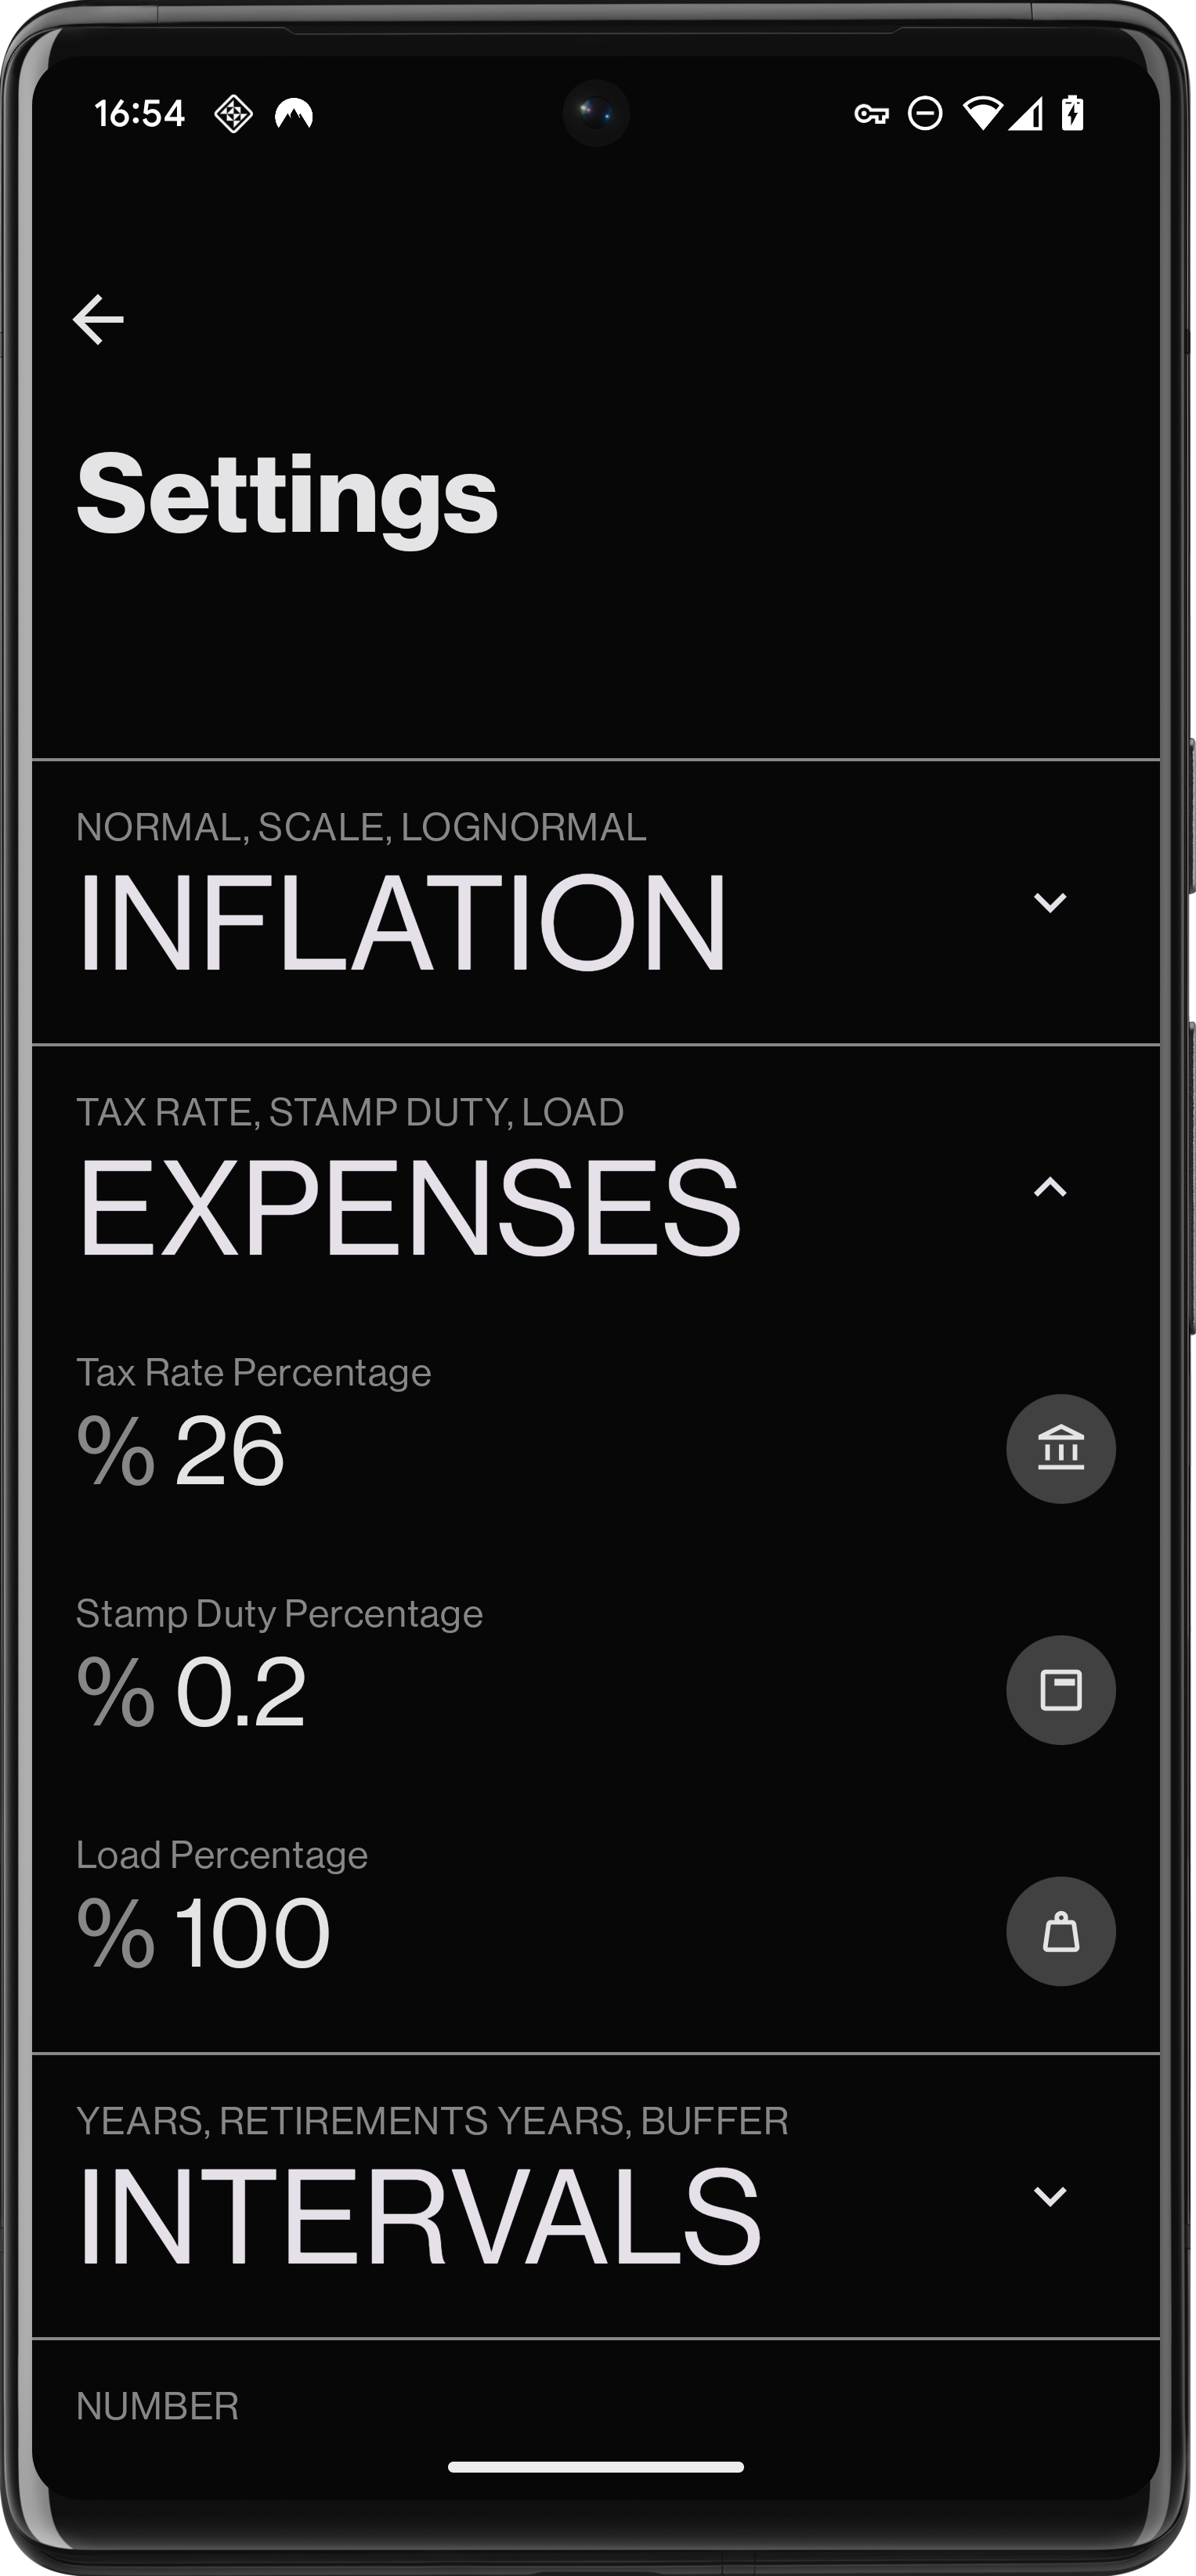 16:54
Settings
NORMAL, SCALE, LOGNORMAL
INFLATION
TAX RATE, STAMP DUTY, LOAD
EXPENSES
Tax Rate Percentage
% 26
Stamp Duty Percentage
% 0.2
Load Percentage
% 100
YEARS, RETIREMENTS YEARS, BUFFER
INTERVALS
NUMBER